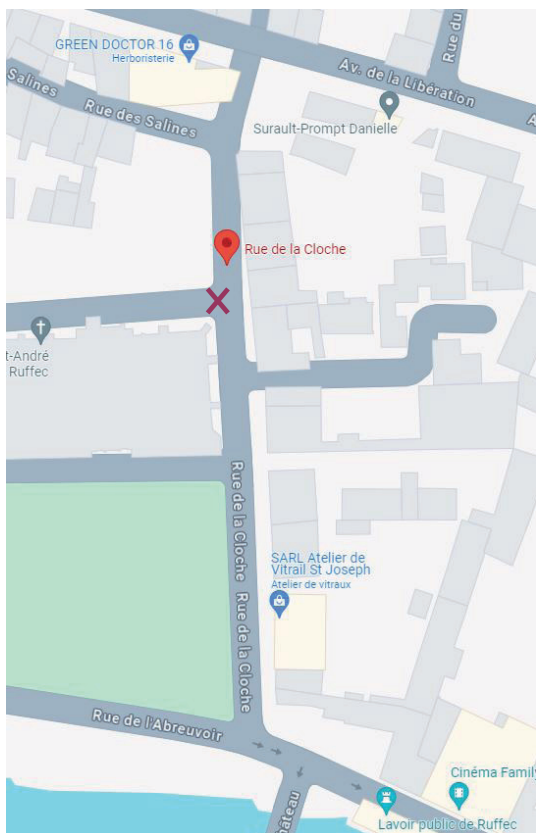 GREEN DOCTOR 16
Herboristerie
Rue du
Av. de la Libération
A
Salines
Rue des Salines
Surault-Prompt Danielle
Rue de la Cloche
t-André
Ruffec
Rue de la Cloche
Rue de la Cloche
SARL Atelier de
Vitrail St Joseph
Atelier de vitraux
Rue de l'Abreuvoir
Château
Cinéma Family
Lavoir public de Ruffec